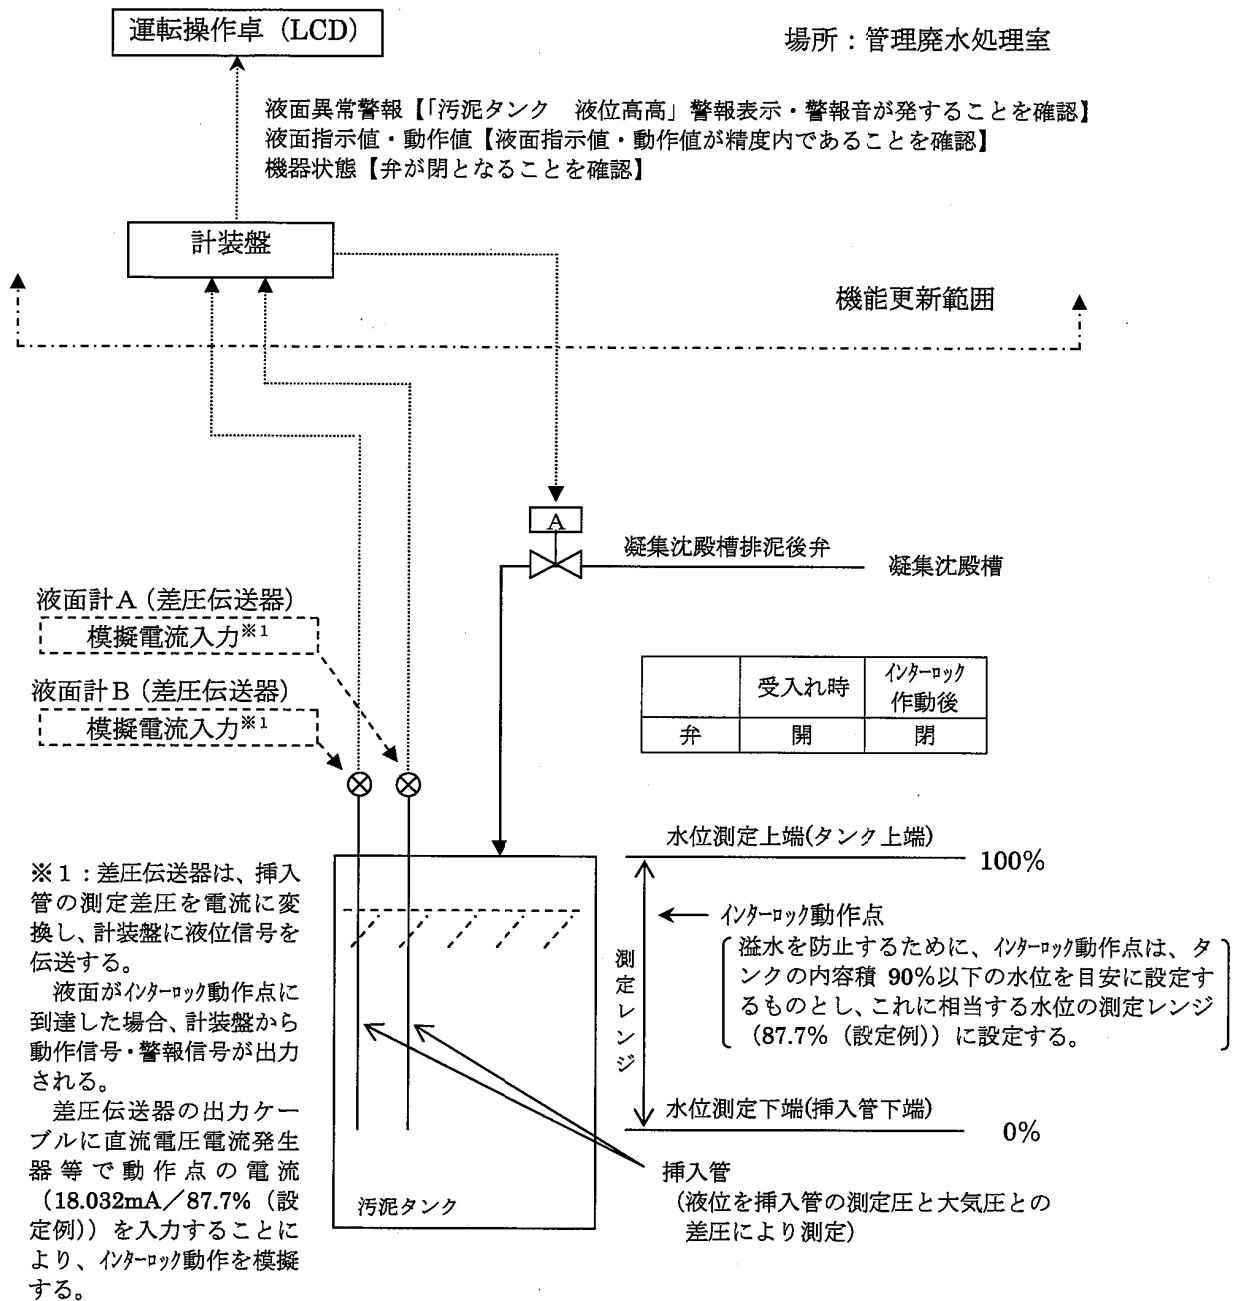 運転操作卓（LCD）
場所：管理廃水処理室
液面異常警報【「汚泥タンク　液位高高」警報表示・警報音が発することを確認】
液面指示値・動作値【液面指示値・動作値が精度内であることを確認】
機器状態【弁が閉となることを確認】
計装盤
機能更新範囲
A
凝集沈殿槽排泥後弁
凝集沈殿槽
液面計A（差圧伝送器）
模擬電流入力※1
液面計B（差圧伝送器）
模擬電流入力※1
受入れ時
インターロック
作動後
弁
開
閉
水位測定上端(タンク上端)
100%
インターロック動作点
溢水を防止するために、インターロック動作点は、タ
ンクの内容積 90%以下の水位を目安に設定す
るものとし、これに相当する水位の測定レンジ
（87.7%（設定例））に設定する。
測定レンジ
水位測定下端(挿入管下端)
0%
挿入管
（液位を挿入管の測定圧と大気圧との
差圧により測定）
汚泥タンク
※1：差圧伝送器は、挿入
管の測定差圧を電流に変
換し、計装盤に液位信号を
伝送する。
液面がインターロック動作点に
到達した場合、計装盤から
動作信号・警報信号が出力
される。
差圧伝送器の出力ケー
ブルに直流電圧電流発生
器等で動作点の電流
（18.032mA／87.7%（設
定例））を入力することに
より、インターロック動作を模擬
する。